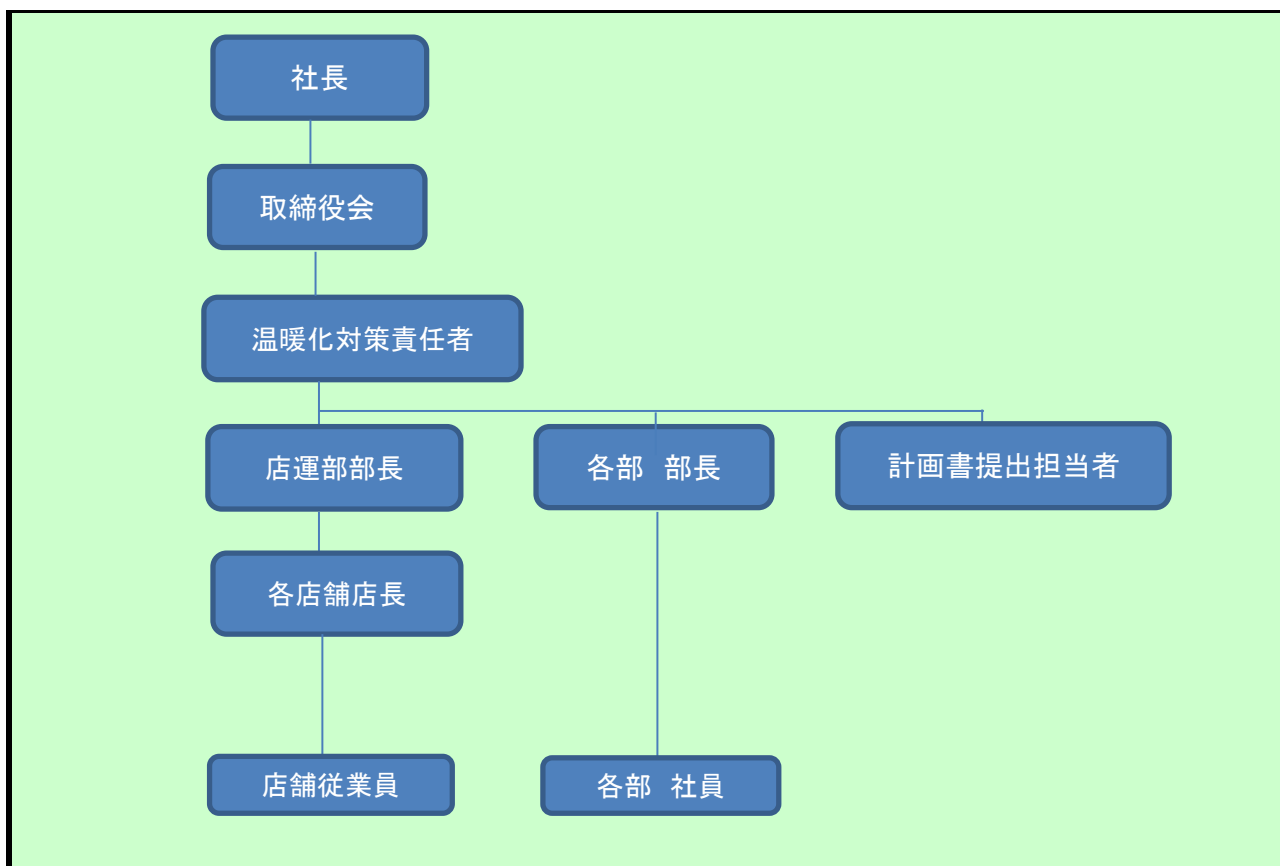 社長
取締役会
温暖化対策責任者
店運部部長
各部　部長
計画書提出担当者
各店舗店長
店舗従業員
各部　社員